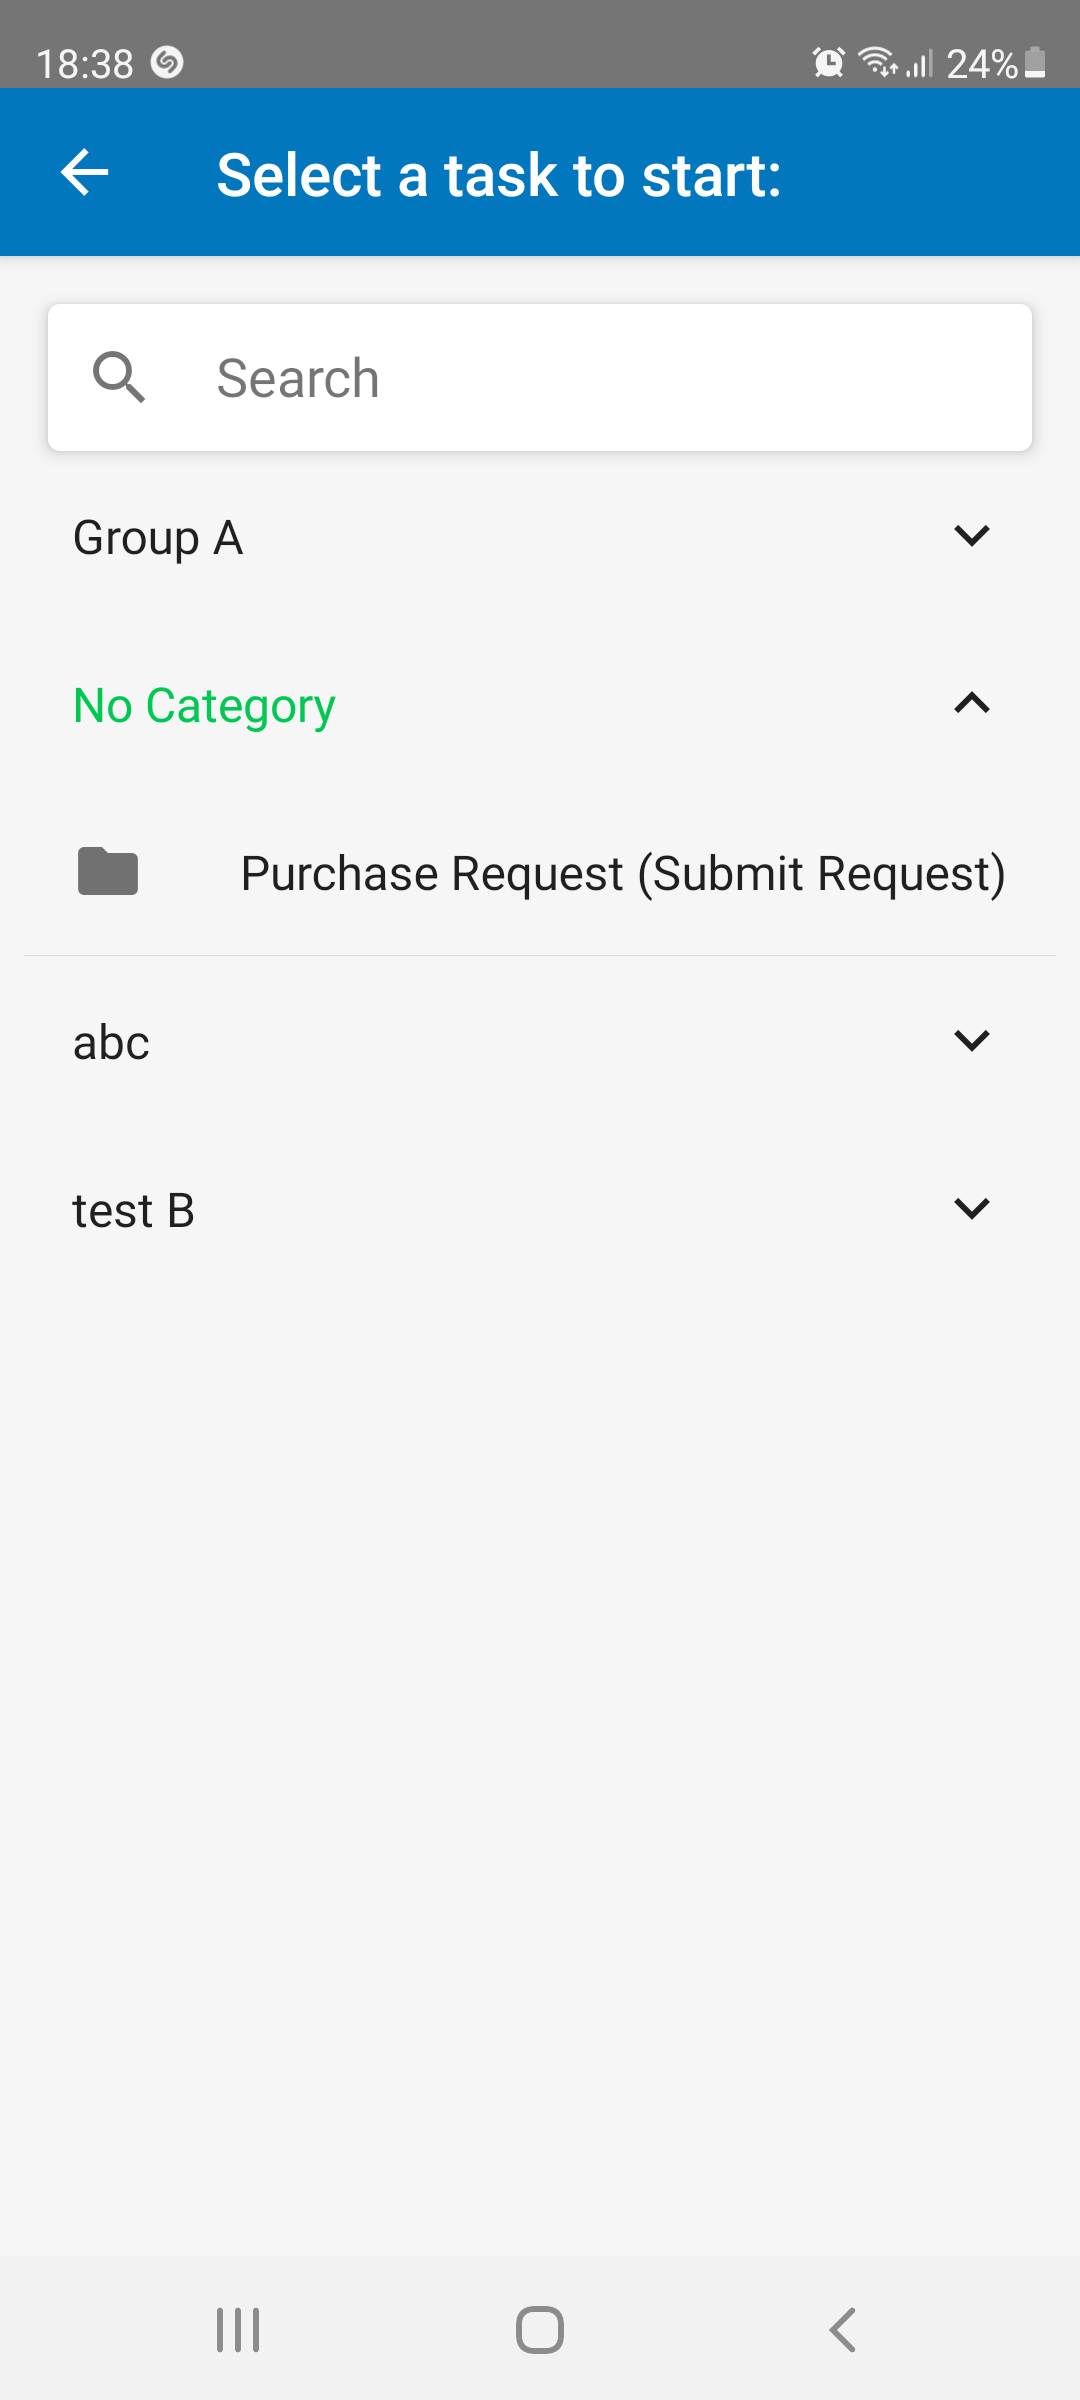 18:38
24%
Select a task to start:
Search
Group A
No Category
Purchase Request (Submit Request)
abc
test B